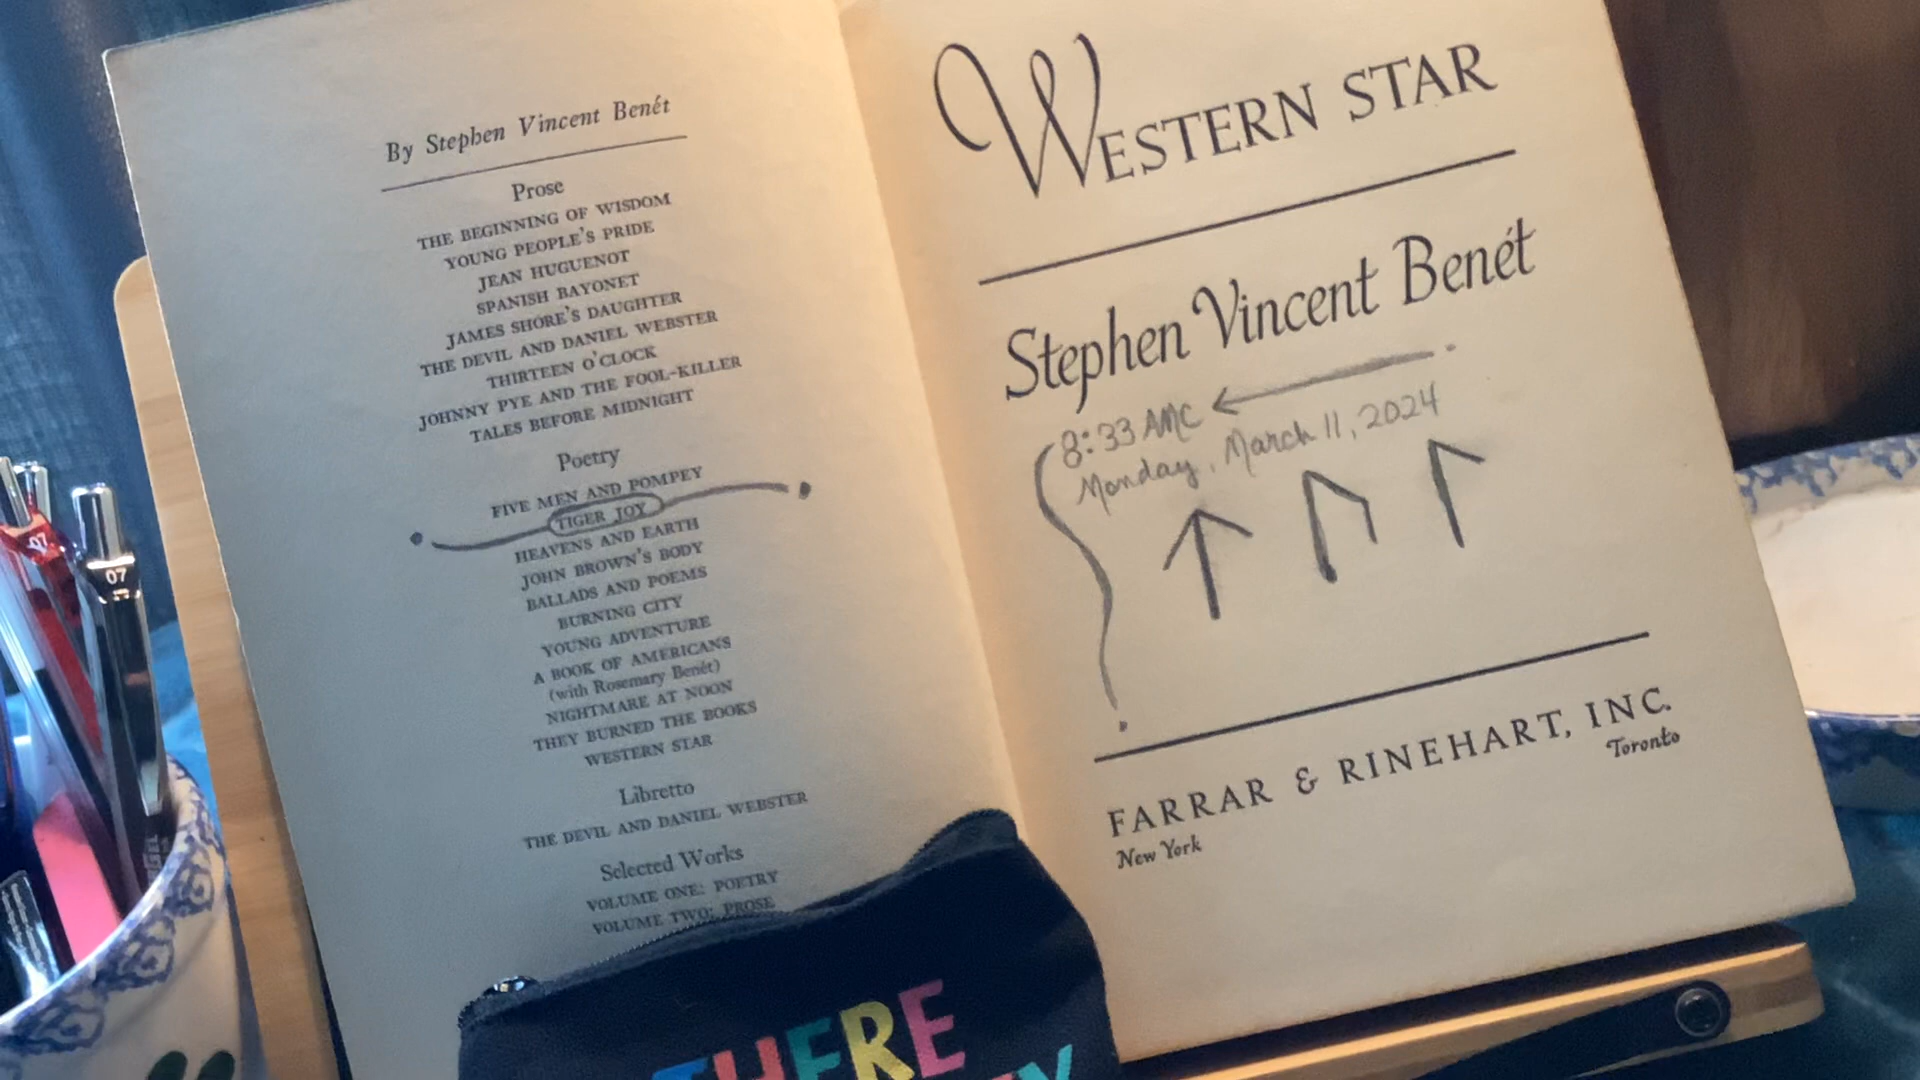 By Stephen Vincent Benét
Prose
THE BEGINNING OF WISDOM
YOUNG PEOPLE'S PRIDE
JEAN HUGUENOT
SPANISH BAYONET
JAMES SHORE'S DAUGHTER
THE DEVIL AND DANIEL WEBSTER
THIRTEEN O'CLOCK
JOHNNY PYE AND THE FOOL-KILLER
TALES BEFORE MIDNIGHT
Poetry
FIVE MEN AND POMPEY
TIGER JOY
HEAVENS AND EARTH
JOHN BROWN'S BODY
BALLADS AND POEMS
BURNING CITY
YOUNG ADVENTURE
A BOOK OF AMERICANS
(with Rosemary Benét)
NIGHTMARE AT NOON
THEY BURNED THE BOOKS
WESTERN STAR
Libretto
THE DEVIL AND DANIEL WEBSTER
Selected Works
VOLUME ONE: POETRY
VOLUME TWO: PROSE
WESTERN STAR
Stephen Vincent Benét
8:33 AMC
Monday, March 11, 2024
ᛏ ᚢ ᛚ
FARRAR & RINEHART, INC.
New York Toronto
THERE
07
07